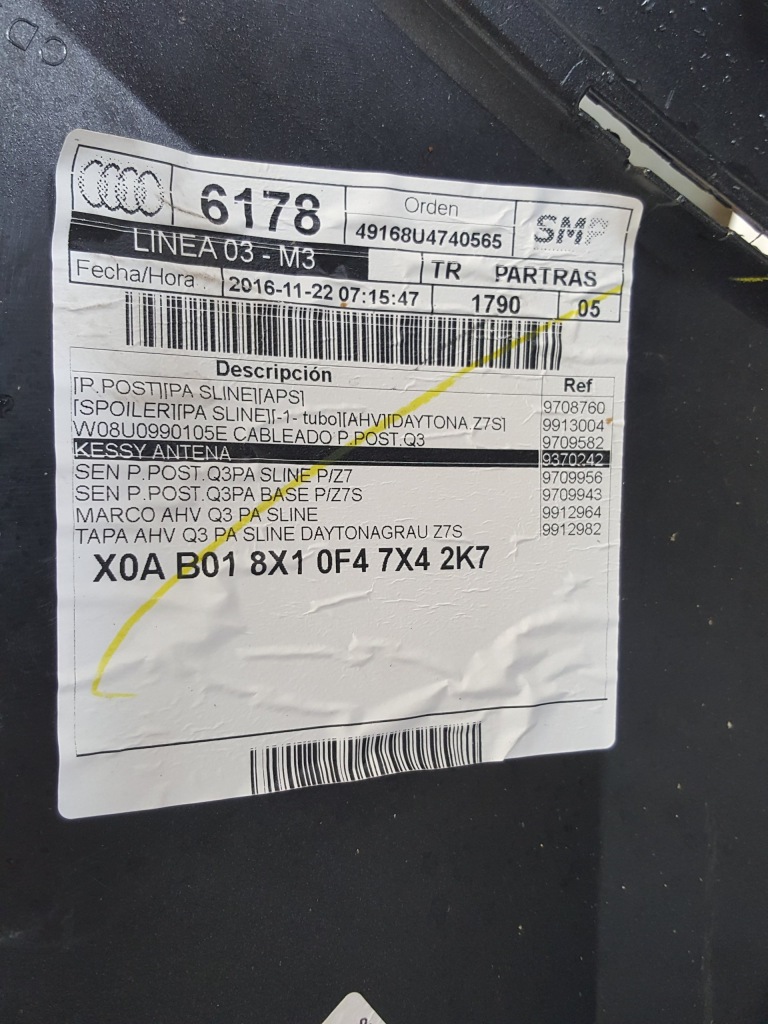 CD
6178
Orden
49168U4740565
SMP
LINEA 03 - M3
TR PARTRAS
Fecha/Hora
2016-11-22 07:15:47
1790
05
Descripción
Ref
[P.POST][PA SLINE][APS]
9708760
[SPOILER][PA SLINE][-1- tubo][AHV][DAYTONA.Z7S]
9913004
W08U0990105E CABLEADO P.POST.Q3
9709582
KESSY ANTENA
9370242
SEN P.POST.Q3PA SLINE P/Z7
9709956
SEN P.POST.Q3PA BASE P/Z7S
9709943
MARCO AHV Q3 PA SLINE
9912964
TAPA AHV Q3 PA SLINE DAYTONAGRAU Z7S
9912982
X0A B01 8X1 0F4 7X4 2K7